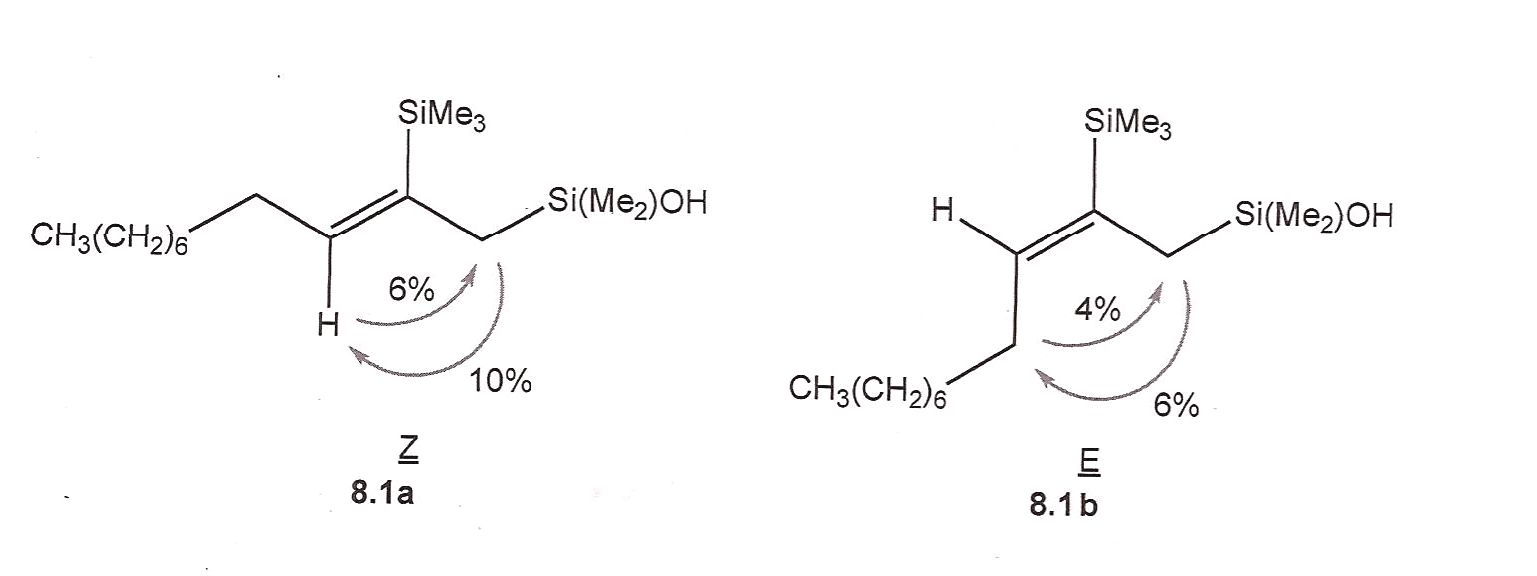 SiMe3
Si(Me2)OH
CH3(CH2)6
6%
H
10%
Z
8.1a
SiMe3
H
Si(Me2)OH
4%
CH3(CH2)6
6%
E
8.1b